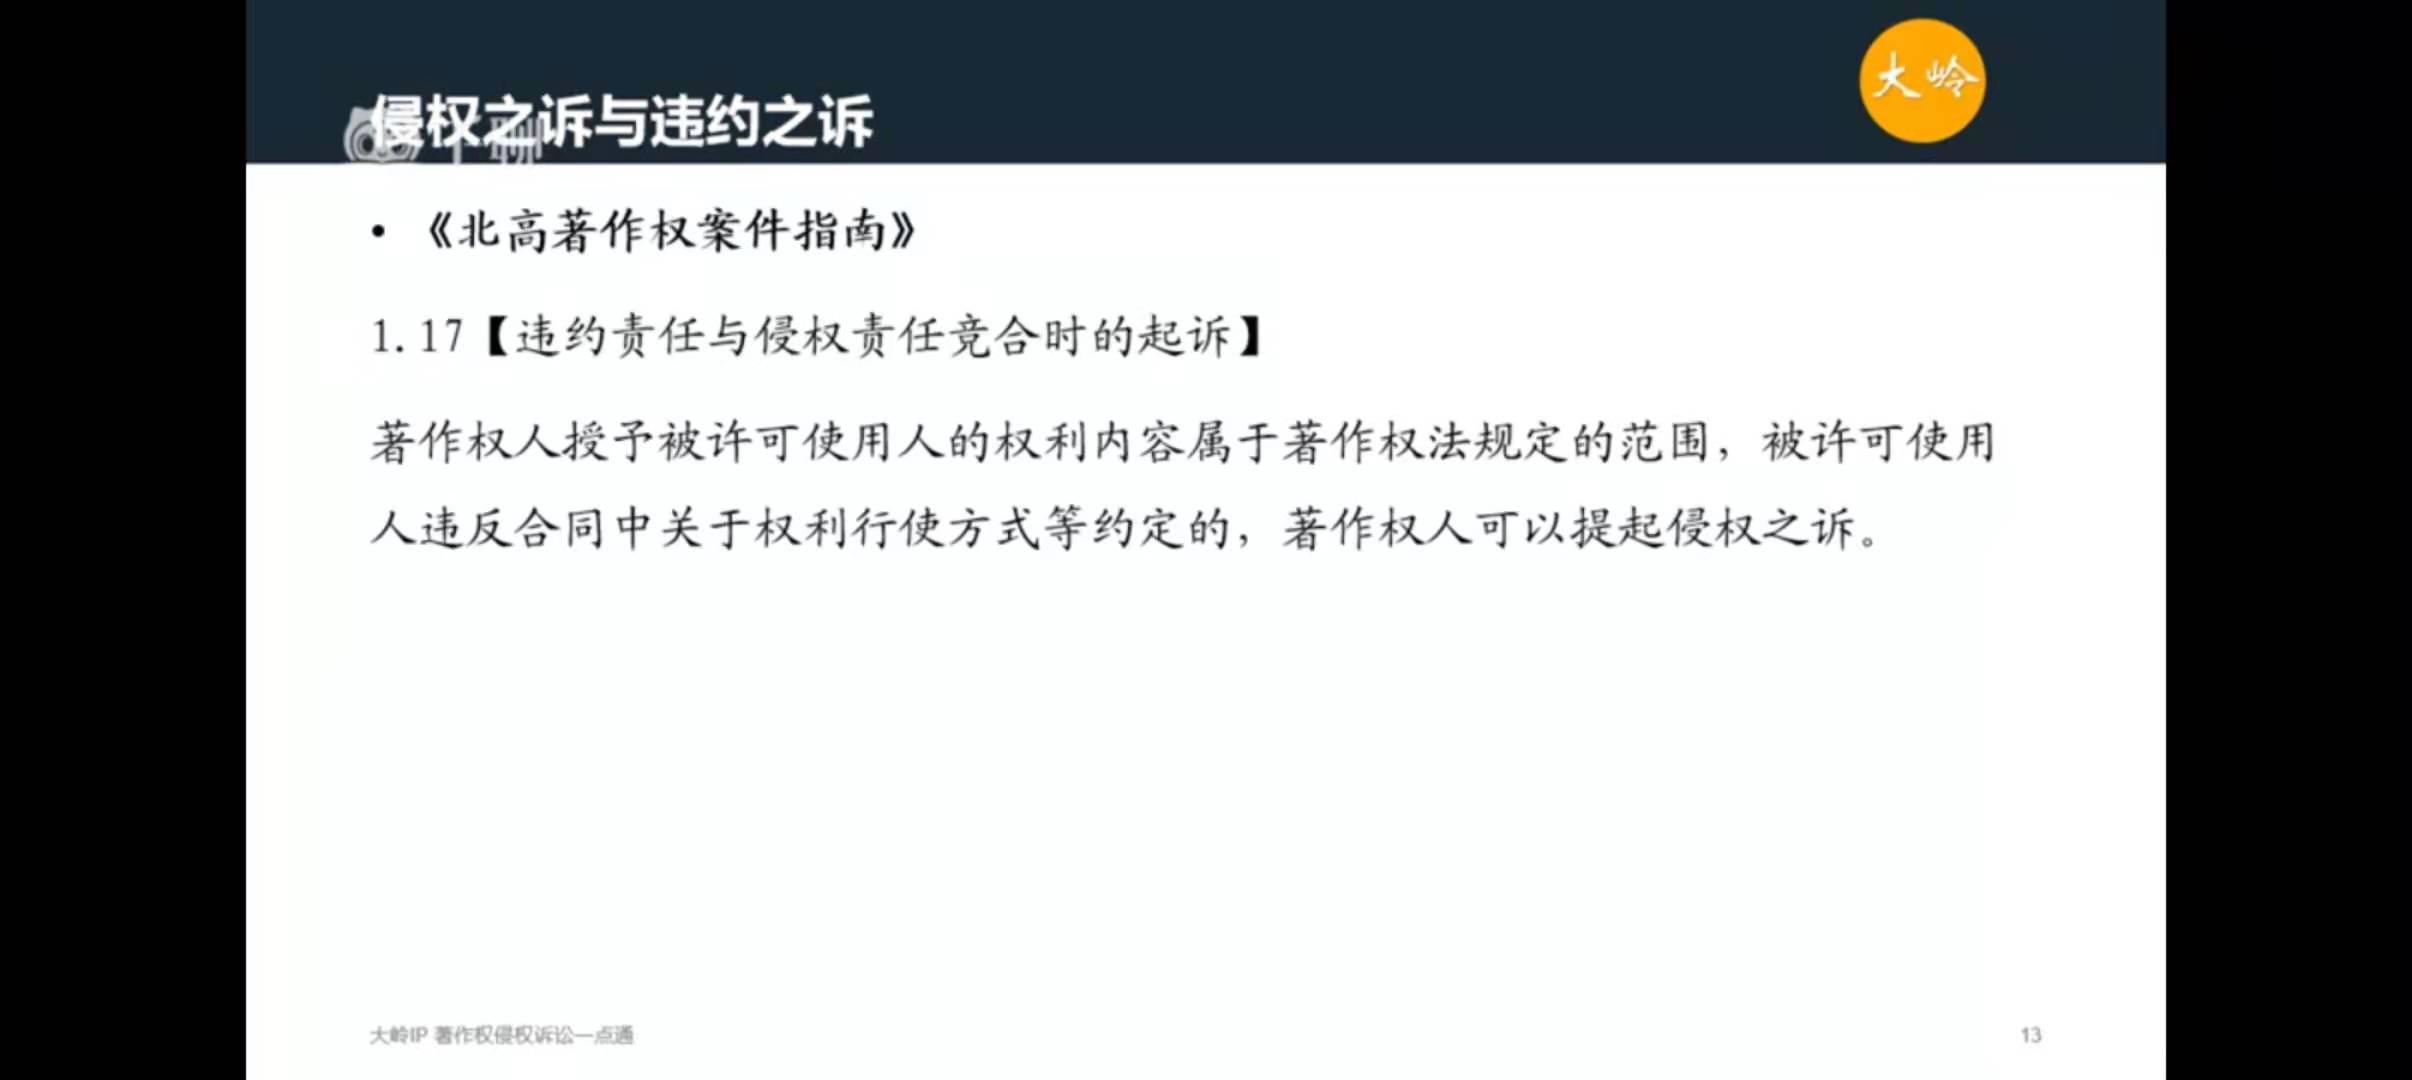 大岭
侵权之诉与违约之诉
• 《北高著作权案件指南》
1.17【违约责任与侵权责任竞合时的起诉】
著作权人授予被许可使用人的权利内容属于著作权法规定的范围，被许可使用
人违反合同中关于权利行使方式等约定的，著作权人可以提起侵权之诉。
大岭IP 著作权侵权诉讼一点通
13